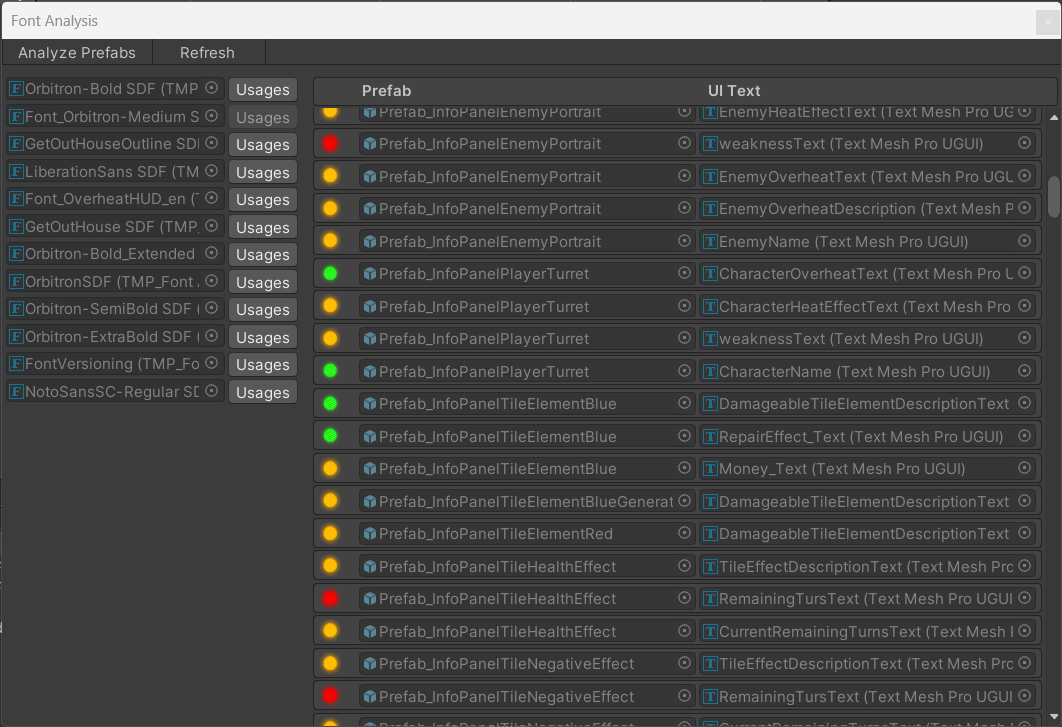 Font Analysis
Analyze Prefabs Refresh
Prefab UI Text
Orbitron-Bold SDF (TMP Usages
Font_Orbitron-Medium S Usages
GetOutHouseOutline SDI Usages
LiberationSans SDF (TM Usages
Font_OverheatHUD_en (T Usages
GetOutHouse SDF (TMP Usages
Orbitron-Bold_Extended Usages
OrbitronSDF (TMP_Font Usages
Orbitron-SemiBold SDF ( Usages
Orbitron-ExtraBold SDF ( Usages
FontVersioning (TMP_Fo Usages
NotoSansSC-Regular SD Usages
Prefab_InfoPanelEnemyPortrait EnemyHeatEffectText (Text Mesh Pro UG
Prefab_InfoPanelEnemyPortrait weaknessText (Text Mesh Pro UGUI)
Prefab_InfoPanelEnemyPortrait EnemyOverheatText (Text Mesh Pro UGU
Prefab_InfoPanelEnemyPortrait EnemyOverheatDescription (Text Mesh P
Prefab_InfoPanelEnemyPortrait EnemyName (Text Mesh Pro UGUI)
Prefab_InfoPanelPlayerTurret CharacterOverheatText (Text Mesh Pro U
Prefab_InfoPanelPlayerTurret CharacterHeatEffectText (Text Mesh Pro
Prefab_InfoPanelPlayerTurret weaknessText (Text Mesh Pro UGUI)
Prefab_InfoPanelPlayerTurret CharacterName (Text Mesh Pro UGUI)
Prefab_InfoPanelTileElementBlue DamageableTileElementDescriptionText
Prefab_InfoPanelTileElementBlue RepairEffect_Text (Text Mesh Pro UGUI)
Prefab_InfoPanelTileElementBlue Money_Text (Text Mesh Pro UGUI)
Prefab_InfoPanelTileElementBlueGenerat DamageableTileElementDescriptionText
Prefab_InfoPanelTileElementRed DamageableTileElementDescriptionText
Prefab_InfoPanelTileHealthEffect TileEffectDescriptionText (Text Mesh Pro
Prefab_InfoPanelTileHealthEffect RemainingTursText (Text Mesh Pro UGUI
Prefab_InfoPanelTileHealthEffect CurrentRemainingTurnsText (Text Mesh
Prefab_InfoPanelTileNegativeEffect TileEffectDescriptionText (Text Mesh Pro
Prefab_InfoPanelTileNegativeEffect RemainingTursText (Text Mesh Pro UGUI